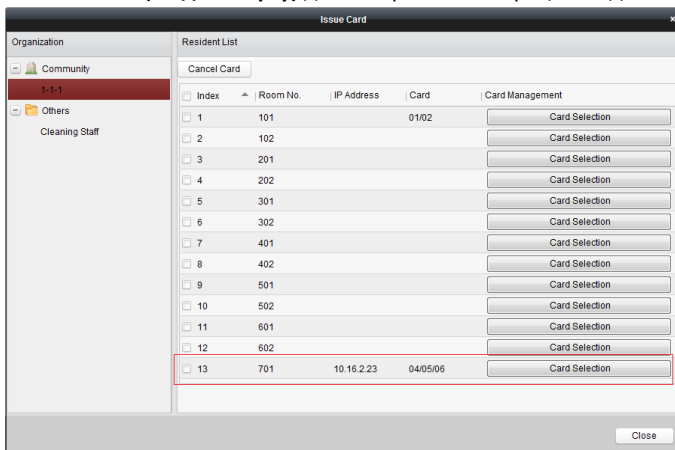 Issue Card ×
Organization
Resident List
Community
1-1-1
Others
Cleaning Staff
Cancel Card
Index Room No. IP Address Card Card Management
1 101 01/02 Card Selection
2 102 Card Selection
3 201 Card Selection
4 202 Card Selection
5 301 Card Selection
6 302 Card Selection
7 401 Card Selection
8 402 Card Selection
9 501 Card Selection
10 502 Card Selection
11 601 Card Selection
12 602 Card Selection
13 701 10.16.2.23 04/05/06 Card Selection
Close